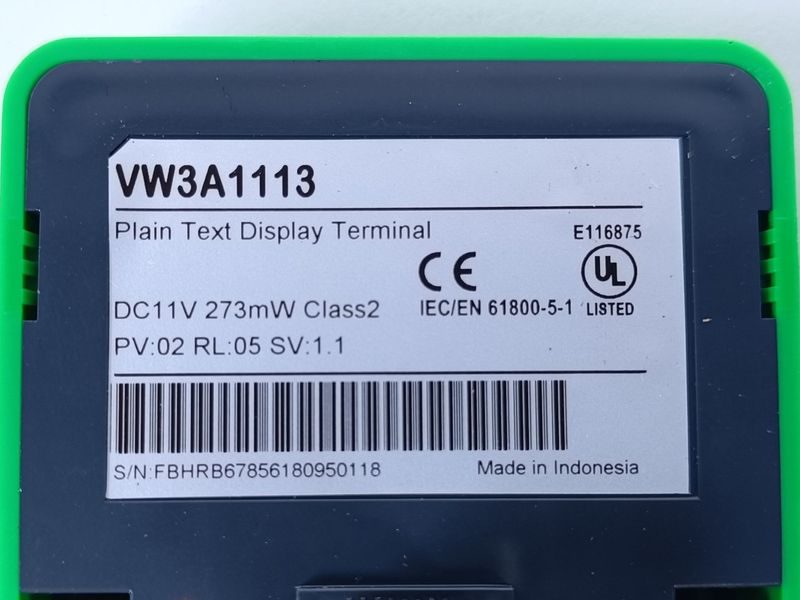 VW3A1113
Plain Text Display Terminal
E116875
CE
UL
DC11V 273mW Class2
IEC/EN 61800-5-1
LISTED
PV:02 RL:05 SV:1.1
S/N:FBHRB67856180950118
Made in Indonesia